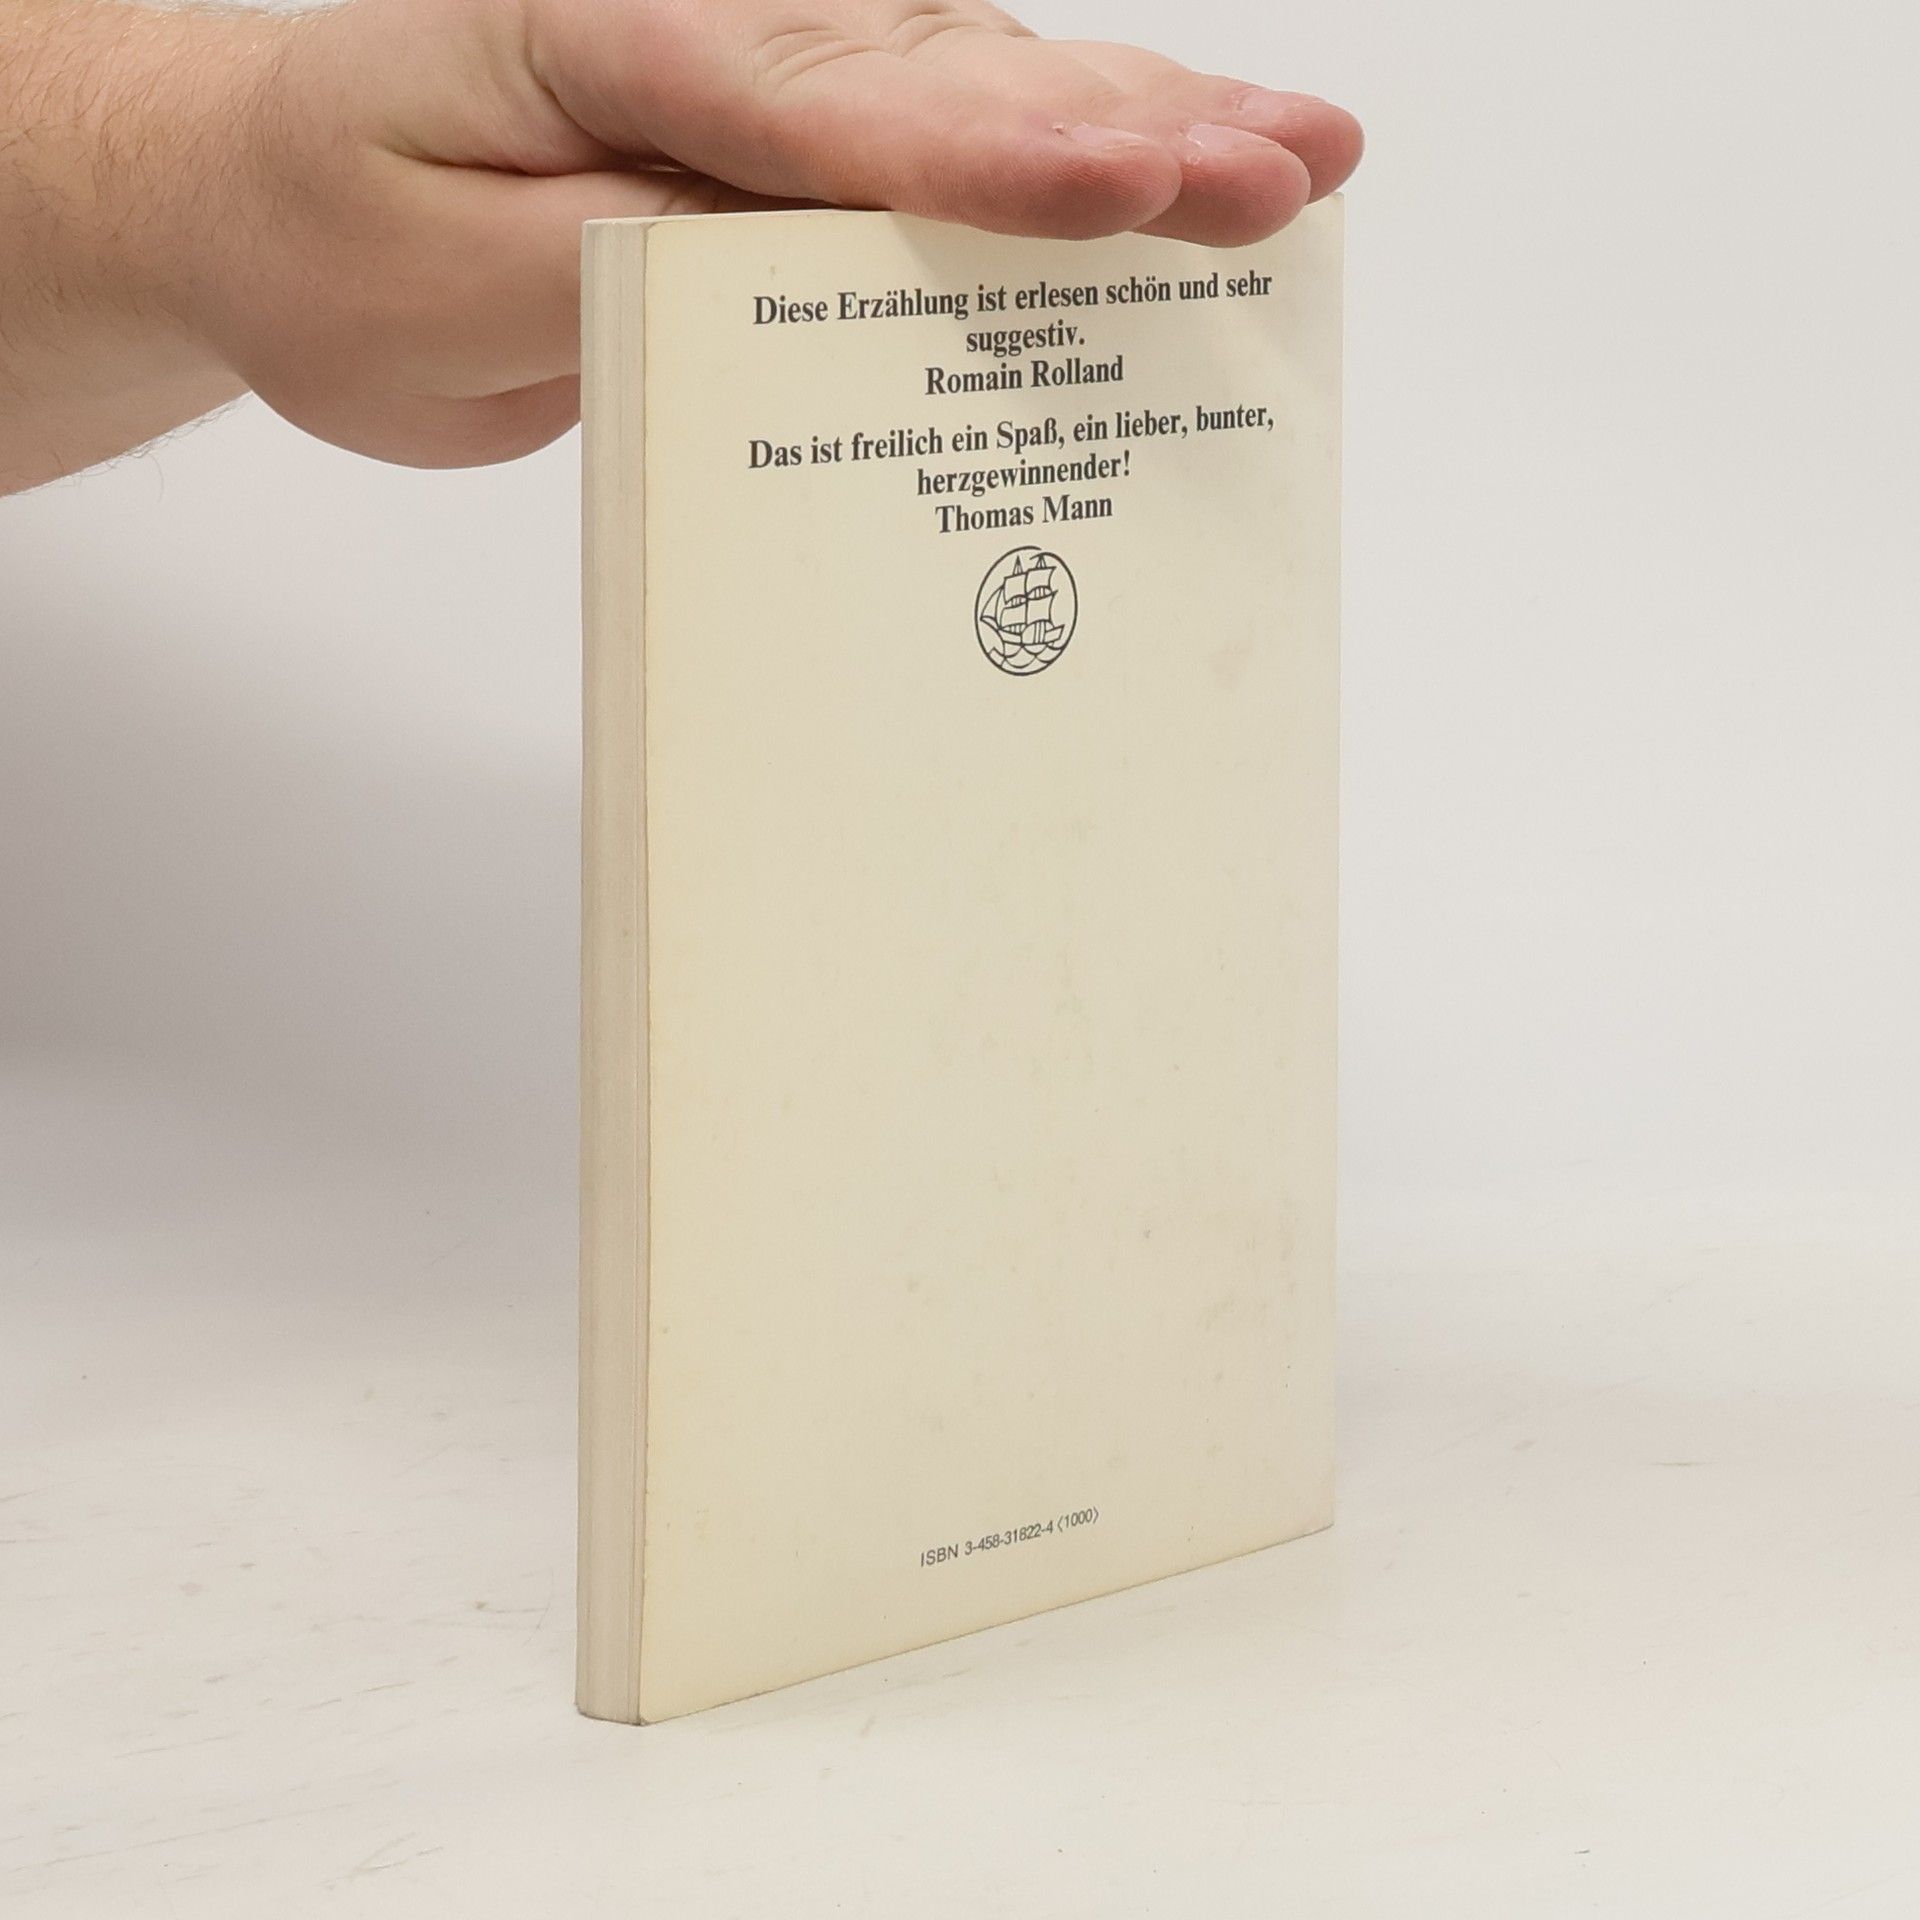 Diese Erzählung ist erlesen schön und sehr
suggestiv.
Romain Rolland
Das ist freilich ein Spaß, ein lieber, bunter,
herzgewinnender!
Thomas Mann
ISBN 3-458-31822-4 ⟨1000⟩